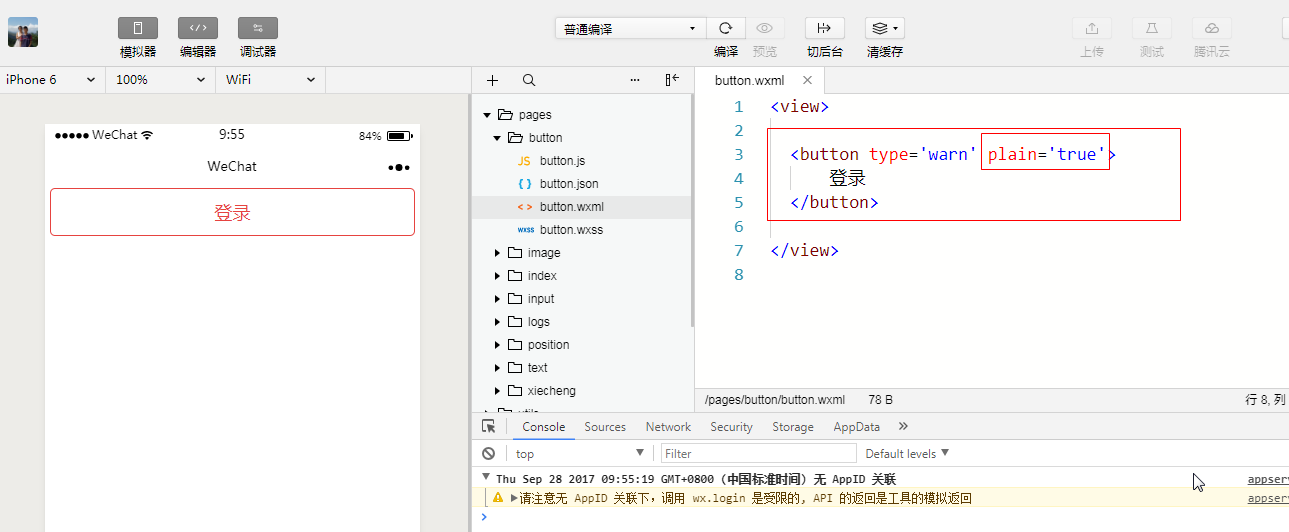 模拟器 编辑器 调试器 普通编译 编译 预览 切后台 清缓存 上传 测试 腾讯云
iPhone 6 100% WiFi
WeChat 9:55 84%
WeChat
登录
pages
button
JS button.js
{ } button.json
< > button.wxml
wxss button.wxss
image
index
input
logs
position
text
xiecheng
button.wxml ×
1 <view>
2
3 <button type='warn' plain='true'>
4 登录
5 </button>
6
7 </view>
8
/pages/button/button.wxml 78 B 行 8, 列
Console Sources Network Security Storage AppData »
top Filter Default levels
Thu Sep 28 2017 09:55:19 GMT+0800 (中国标准时间) 无 AppID 关联 appserv
请注意无 AppID 关联下，调用 wx.login 是受限的, API 的返回是工具的模拟返回 appserv
>